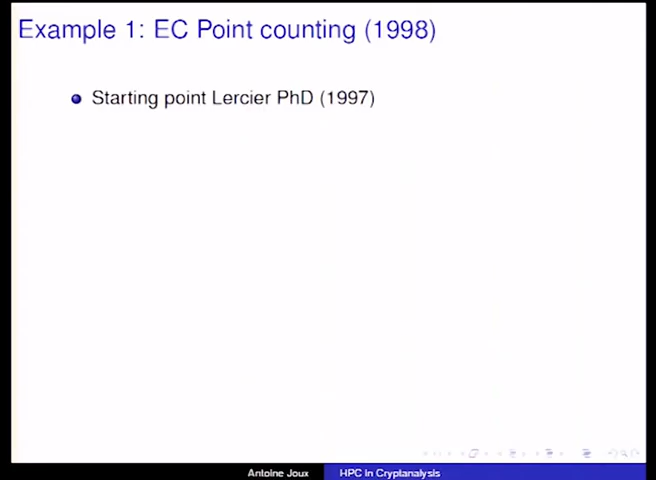 Example 1: EC Point counting (1998)
Starting point Lercier PhD (1997)
Antoine Joux HPC in Cryptanalysis